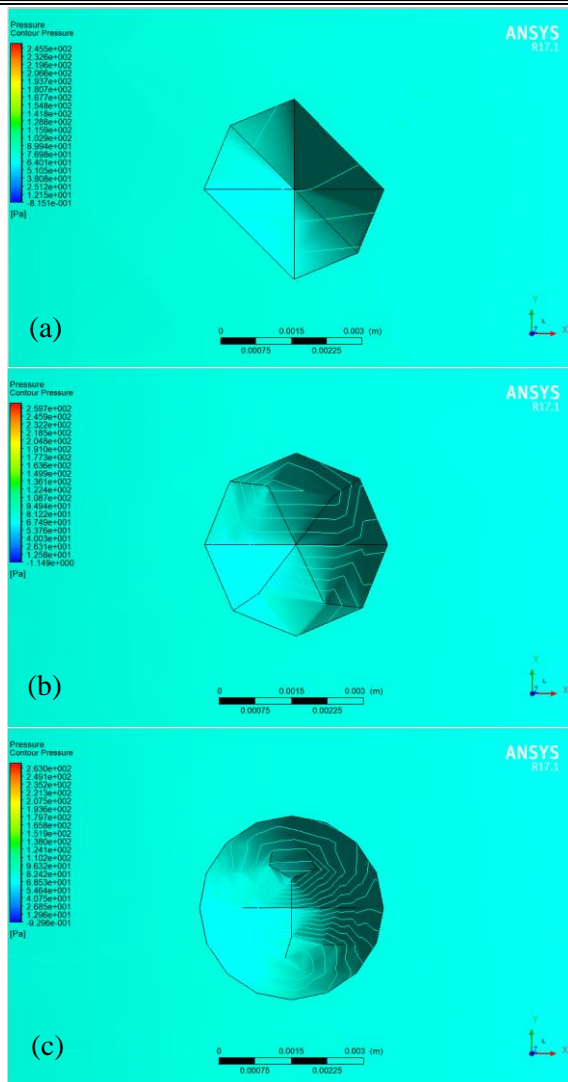 Pressure
Contour Pressure
2.455e+002
2.326e+002
2.196e+002
2.066e+002
1.937e+002
1.807e+002
1.677e+002
1.548e+002
1.418e+002
1.288e+002
1.159e+002
1.029e+002
8.994e+001
7.698e+001
6.401e+001
5.105e+001
3.808e+001
2.512e+001
1.215e+001
-8.151e-001
[Pa]
ANSYS
R17.1
(a)
0 0.0015 0.003 (m)
0.00075 0.00225
Y
Z X
Pressure
Contour Pressure
2.597e+002
2.459e+002
2.322e+002
2.185e+002
2.048e+002
1.910e+002
1.773e+002
1.636e+002
1.499e+002
1.361e+002
1.224e+002
1.087e+002
9.494e+001
8.122e+001
6.749e+001
5.376e+001
4.003e+001
2.631e+001
1.258e+001
-1.149e+000
[Pa]
ANSYS
R17.1
(b)
0 0.0015 0.003 (m)
0.00075 0.00225
Y
Z X
Pressure
Contour Pressure
2.630e+002
2.491e+002
2.352e+002
2.213e+002
2.075e+002
1.936e+002
1.797e+002
1.658e+002
1.519e+002
1.380e+002
1.241e+002
1.102e+002
9.632e+001
8.242e+001
6.853e+001
5.464e+001
4.075e+001
2.685e+001
1.296e+001
-9.296e-001
[Pa]
ANSYS
R17.1
(c)
0 0.0015 0.003 (m)
0.00075 0.00225
Y
Z X